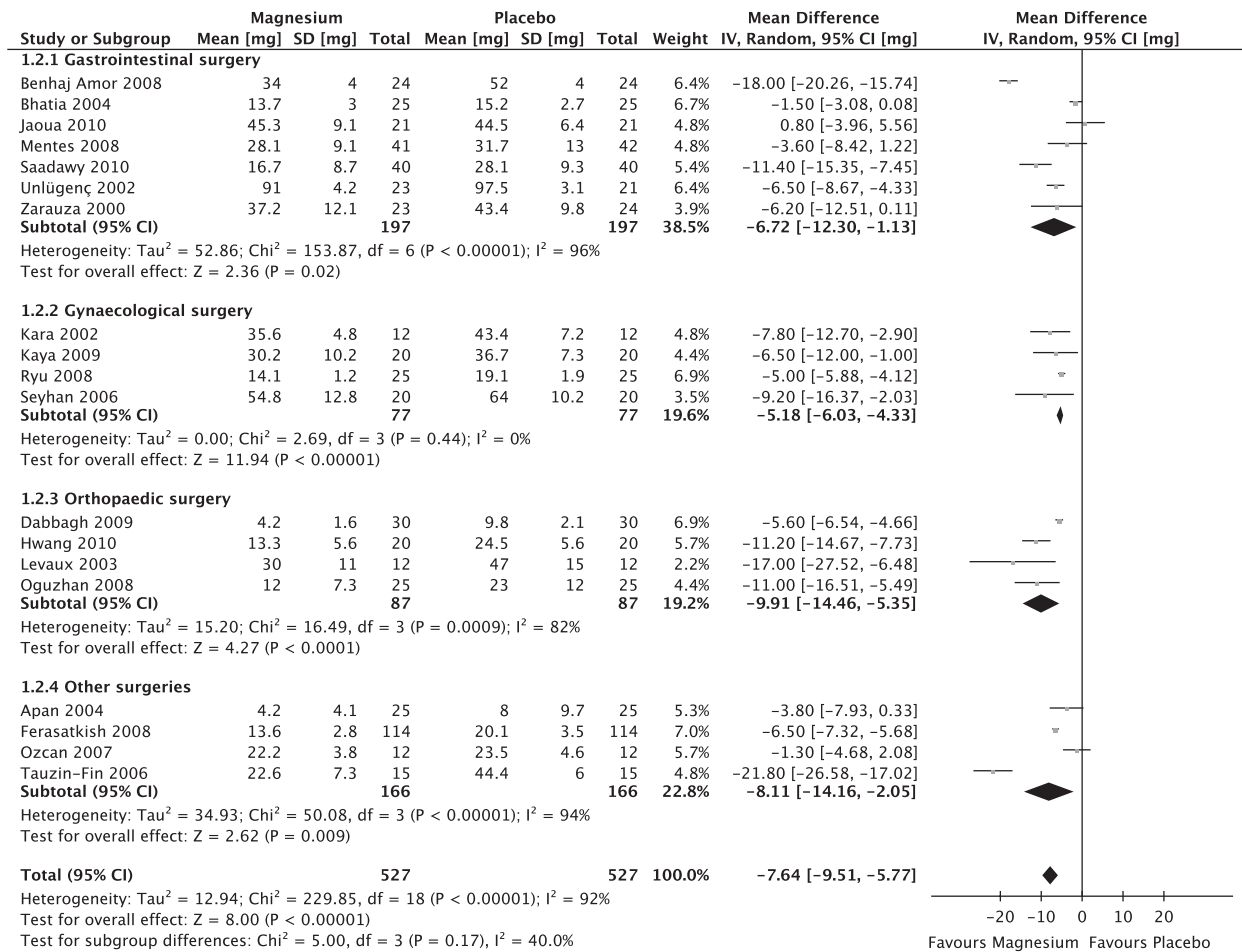 Magnesium Placebo Mean Difference Mean Difference
Study or Subgroup Mean [mg] SD [mg] Total Mean [mg] SD [mg] Total Weight IV, Random, 95% CI [mg] IV, Random, 95% CI [mg]
1.2.1 Gastrointestinal surgery
Benhaj Amor 2008 34 4 24 52 4 24 6.4% −18.00 [−20.26, −15.74]
Bhatia 2004 13.7 3 25 15.2 2.7 25 6.7% −1.50 [−3.08, 0.08]
Jaoua 2010 45.3 9.1 21 44.5 6.4 21 4.8% 0.80 [−3.96, 5.56]
Mentes 2008 28.1 9.1 41 31.7 13 42 4.8% −3.60 [−8.42, 1.22]
Saadawy 2010 16.7 8.7 40 28.1 9.3 40 5.4% −11.40 [−15.35, −7.45]
Unlügenç 2002 91 4.2 23 97.5 3.1 21 6.4% −6.50 [−8.67, −4.33]
Zarauza 2000 37.2 12.1 23 43.4 9.8 24 3.9% −6.20 [−12.51, 0.11]
Subtotal (95% CI) 197 197 38.5% −6.72 [−12.30, −1.13]
Heterogeneity: Tau² = 52.86; Chi² = 153.87, df = 6 (P < 0.00001); I² = 96%
Test for overall effect: Z = 2.36 (P = 0.02)
1.2.2 Gynaecological surgery
Kara 2002 35.6 4.8 12 43.4 7.2 12 4.8% −7.80 [−12.70, −2.90]
Kaya 2009 30.2 10.2 20 36.7 7.3 20 4.4% −6.50 [−12.00, −1.00]
Ryu 2008 14.1 1.2 25 19.1 1.9 25 6.9% −5.00 [−5.88, −4.12]
Seyhan 2006 54.8 12.8 20 64 10.2 20 3.5% −9.20 [−16.37, −2.03]
Subtotal (95% CI) 77 77 19.6% −5.18 [−6.03, −4.33]
Heterogeneity: Tau² = 0.00; Chi² = 2.69, df = 3 (P = 0.44); I² = 0%
Test for overall effect: Z = 11.94 (P < 0.00001)
1.2.3 Orthopaedic surgery
Dabbagh 2009 4.2 1.6 30 9.8 2.1 30 6.9% −5.60 [−6.54, −4.66]
Hwang 2010 13.3 5.6 20 24.5 5.6 20 5.7% −11.20 [−14.67, −7.73]
Levaux 2003 30 11 12 47 15 12 2.2% −17.00 [−27.52, −6.48]
Oguzhan 2008 12 7.3 25 23 12 25 4.4% −11.00 [−16.51, −5.49]
Subtotal (95% CI) 87 87 19.2% −9.91 [−14.46, −5.35]
Heterogeneity: Tau² = 15.20; Chi² = 16.49, df = 3 (P = 0.0009); I² = 82%
Test for overall effect: Z = 4.27 (P < 0.0001)
1.2.4 Other surgeries
Apan 2004 4.2 4.1 25 8 9.7 25 5.3% −3.80 [−7.93, 0.33]
Ferasatkish 2008 13.6 2.8 114 20.1 3.5 114 7.0% −6.50 [−7.32, −5.68]
Ozcan 2007 22.2 3.8 12 23.5 4.6 12 5.7% −1.30 [−4.68, 2.08]
Tauzin−Fin 2006 22.6 7.3 15 44.4 6 15 4.8% −21.80 [−26.58, −17.02]
Subtotal (95% CI) 166 166 22.8% −8.11 [−14.16, −2.05]
Heterogeneity: Tau² = 34.93; Chi² = 50.08, df = 3 (P < 0.00001); I² = 94%
Test for overall effect: Z = 2.62 (P = 0.009)
Total (95% CI) 527 527 100.0% −7.64 [−9.51, −5.77]
Heterogeneity: Tau² = 12.94; Chi² = 229.85, df = 18 (P < 0.00001); I² = 92%
Test for overall effect: Z = 8.00 (P < 0.00001)
Test for subgroup differences: Chi² = 5.00, df = 3 (P = 0.17), I² = 40.0%
−20 −10 0 10 20
Favours Magnesium Favours Placebo